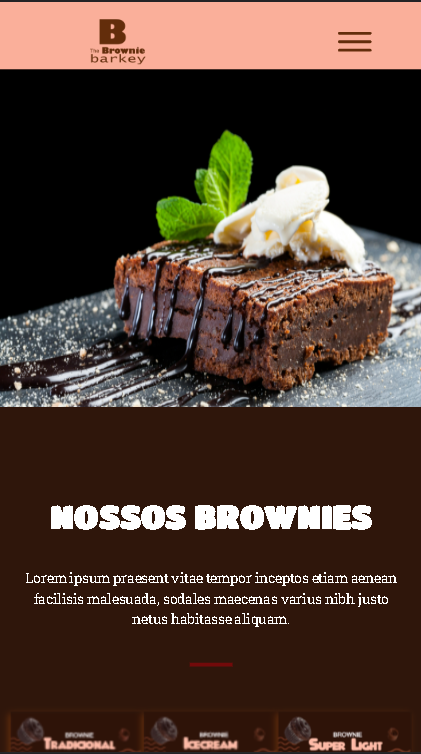 B
The Brownie
barkey
NOSSOS BROWNIES
Lorem ipsum praesent vitae tempor inceptos etiam aenean
facilisis malesuada, sodales maecenas varius nibh justo
netus habitasse aliquam.
BROWNIE
TRADICIONAL
BROWNIE
ICECREAM
BROWNIE
SUPER LIGHT